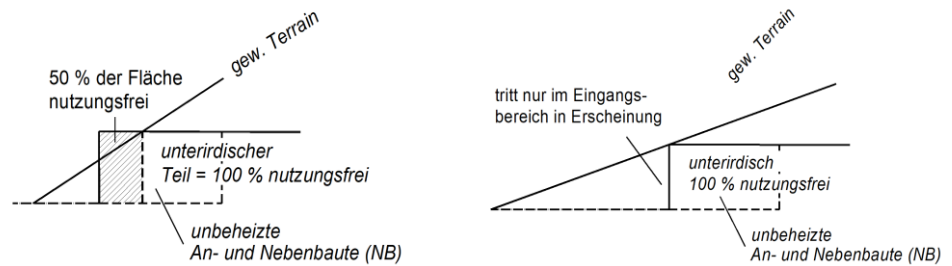 gew. Terrain
50 % der Fläche
nutzungsfrei
unterirdischer
Teil = 100 % nutzungsfrei
unbeheizte
An- und Nebenbaute (NB)
gew. Terrain
tritt nur im Eingangs-
bereich in Erscheinung
unterirdisch
100 % nutzungsfrei
unbeheizte
An- und Nebenbaute (NB)